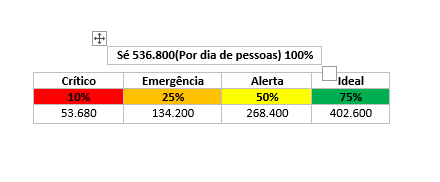 Sé 536.800(Por dia de pessoas) 100%
Crítico Emergência Alerta Ideal
10% 25% 50% 75%
53.680 134.200 268.400 402.600